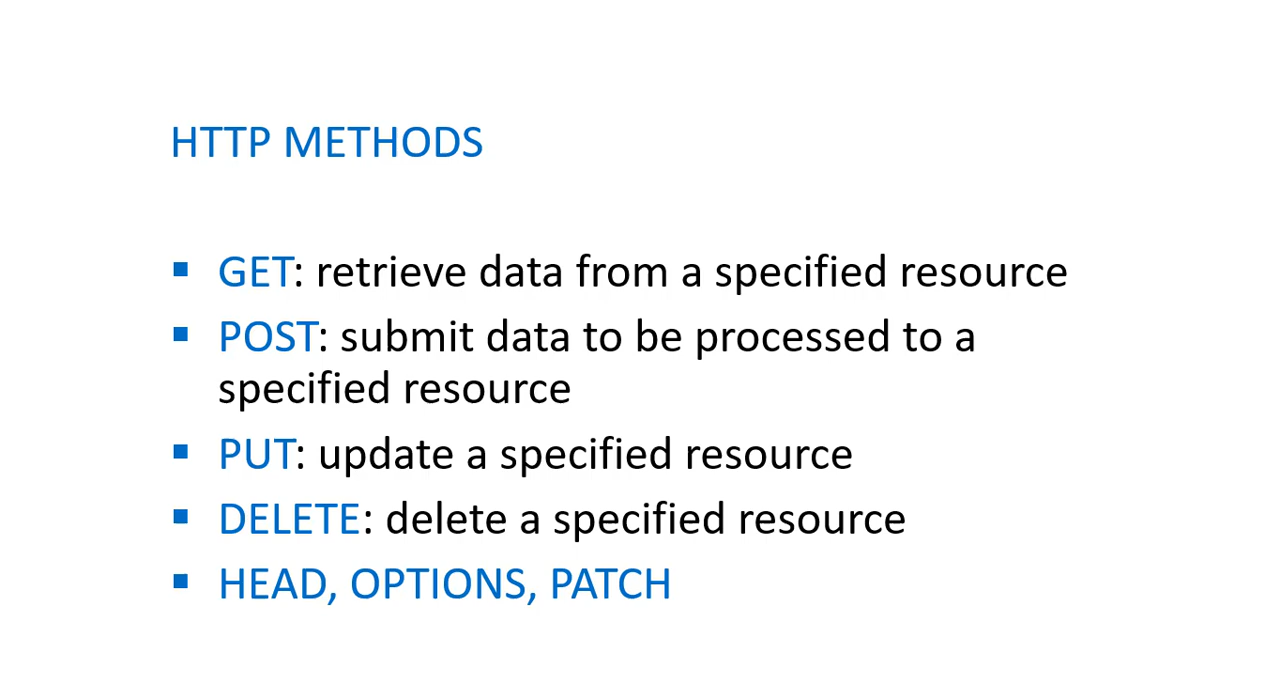 HTTP METHODS
GET: retrieve data from a specified resource
POST: submit data to be processed to a
specified resource
PUT: update a specified resource
DELETE: delete a specified resource
HEAD, OPTIONS, PATCH